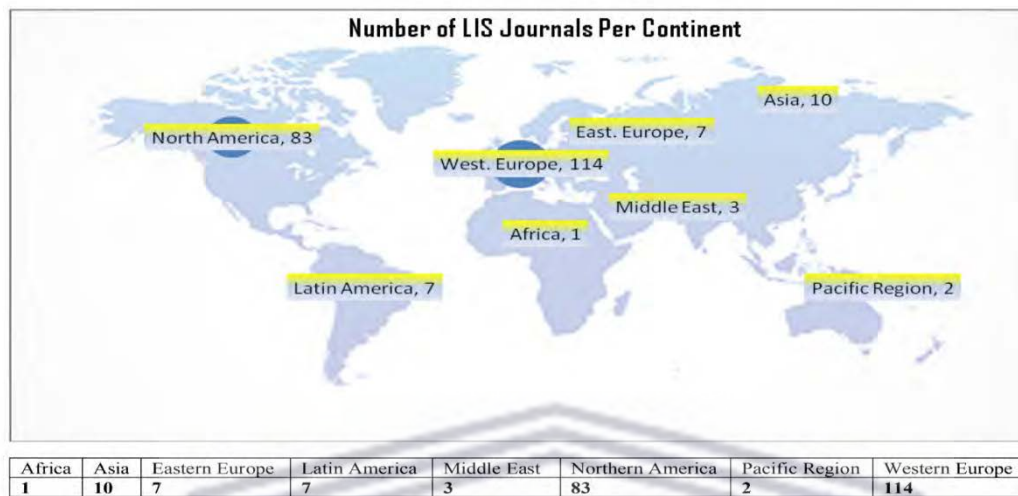 Number of LIS Journals Per Continent
Asia, 10
East. Europe, 7
North America, 83
West. Europe, 114
Middle East, 3
Africa, 1
Latin America, 7
Pacific Region, 2
Africa Asia Eastern Europe Latin America Middle East Northern America Pacific Region Western Europe
1 10 7 7 3 83 2 114